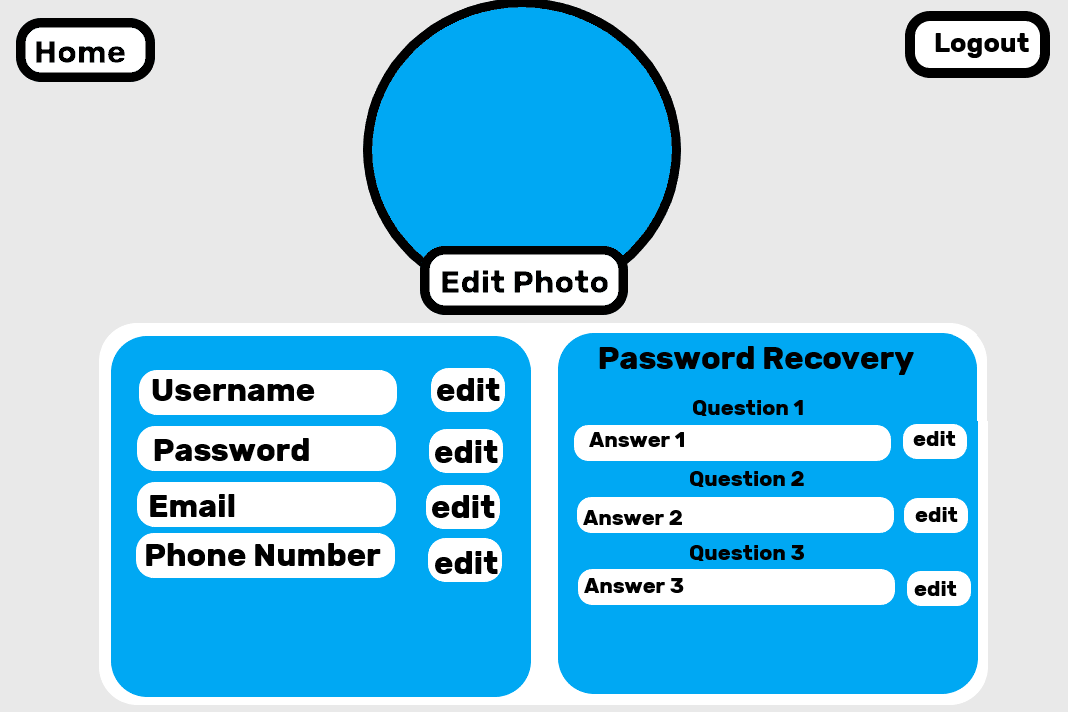 Home
Logout
Edit Photo
Username
edit
Password
edit
Email
edit
Phone Number
edit
Password Recovery
Question 1
Answer 1
edit
Question 2
Answer 2
edit
Question 3
Answer 3
edit